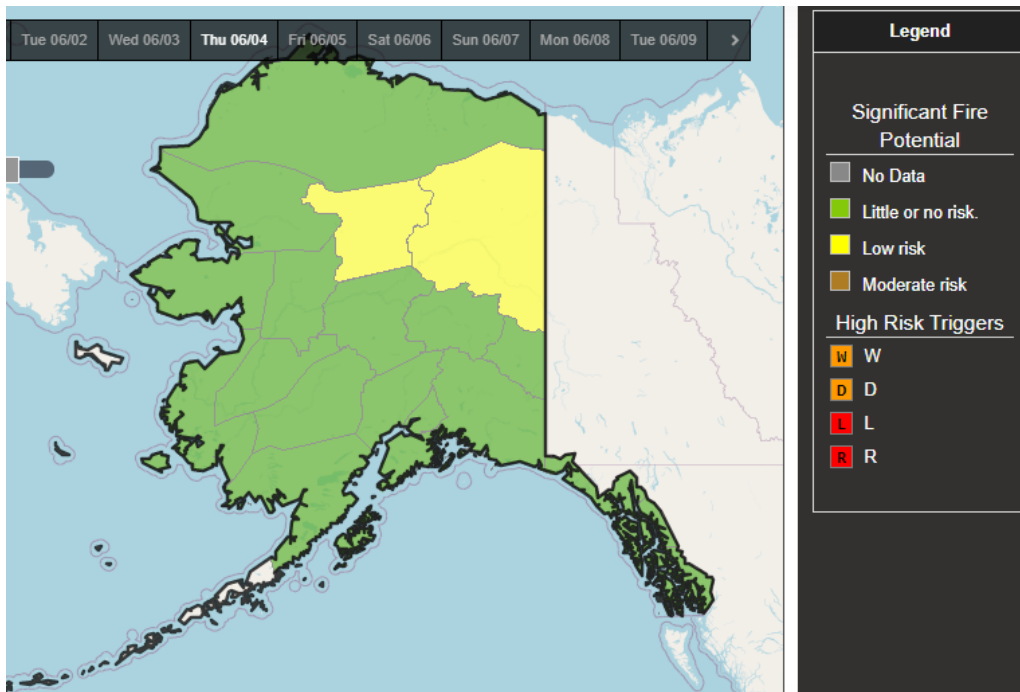 Tue 06/02 Wed 06/03 Thu 06/04 Fri 06/05 Sat 06/06 Sun 06/07 Mon 06/08 Tue 06/09 >
Legend
Significant Fire
Potential
No Data
Little or no risk.
Low risk
Moderate risk
High Risk Triggers
W W
D D
L L
R R